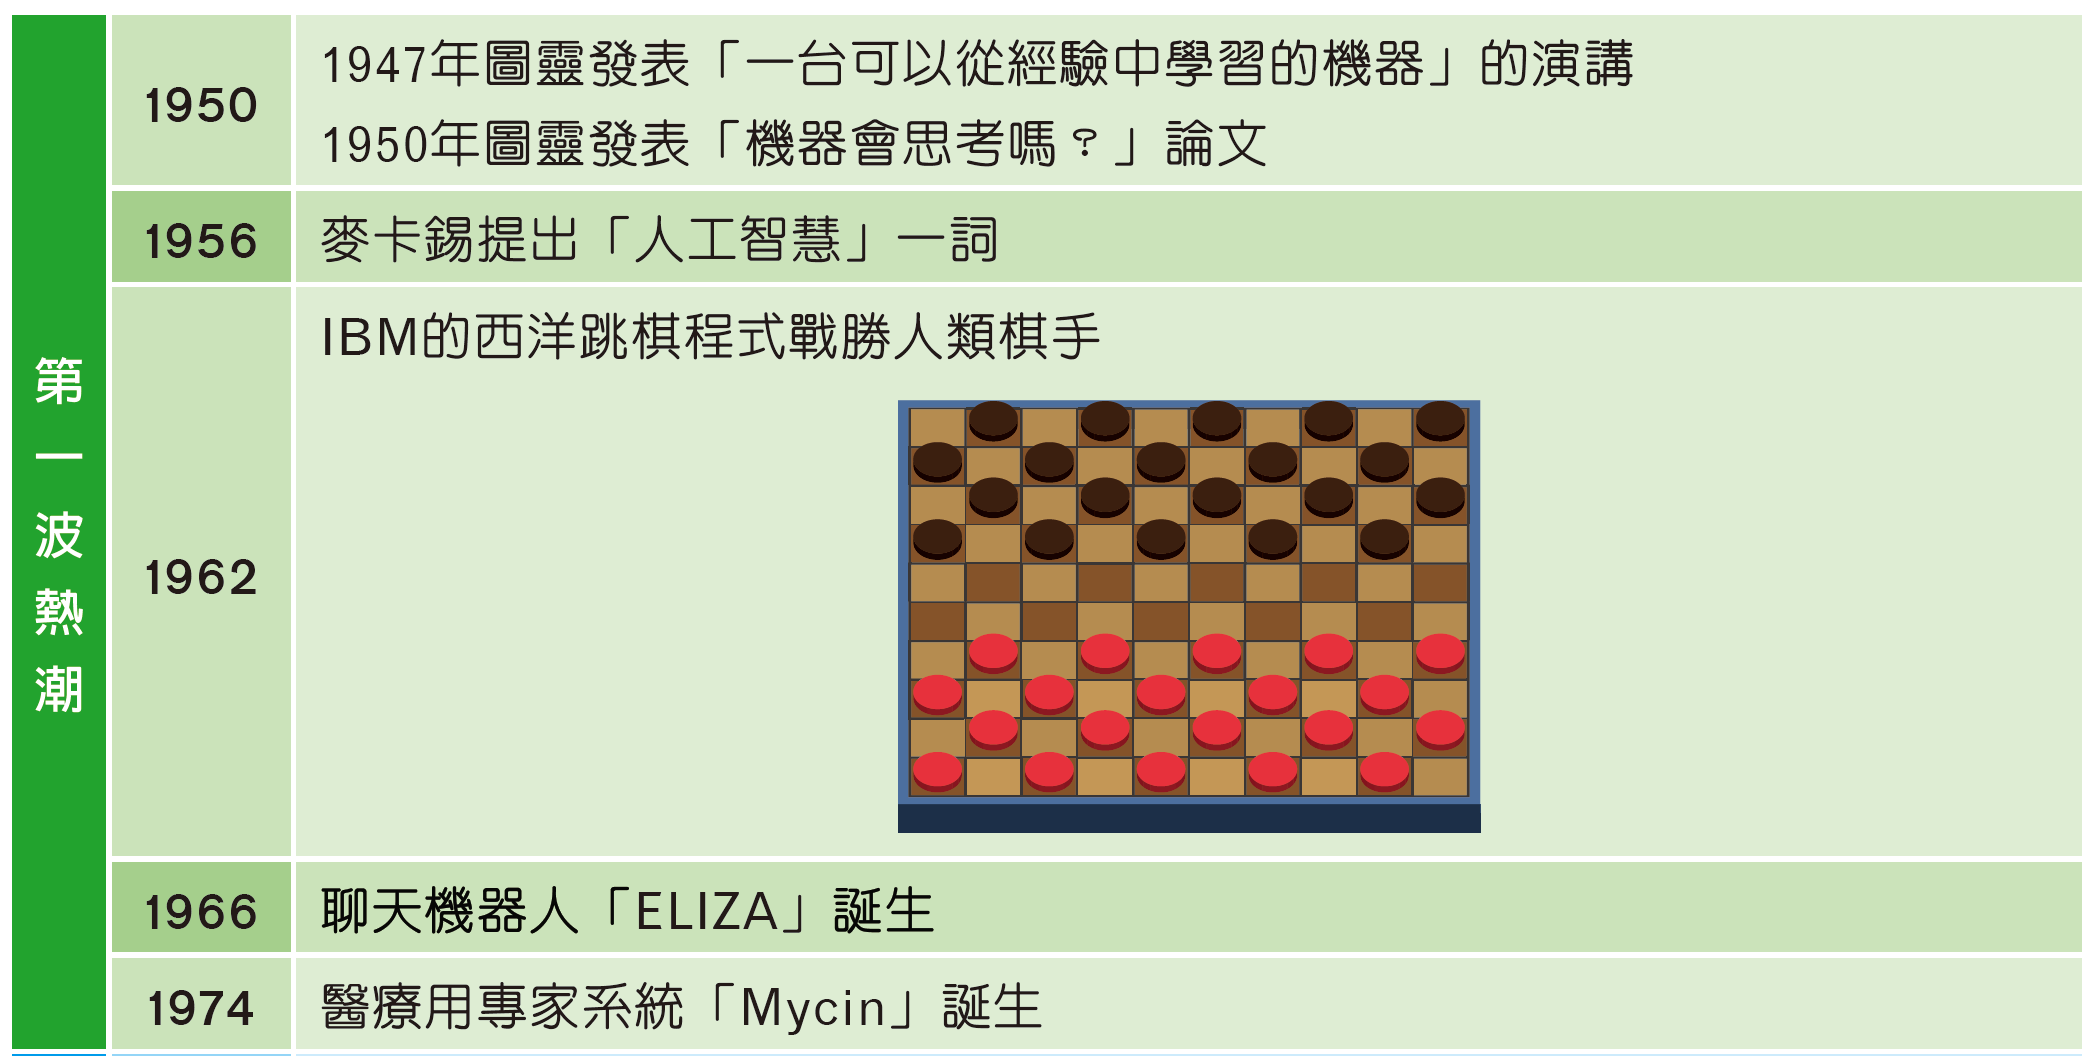 第一波熱潮
1950
1947年圖靈發表「一台可以從經驗中學習的機器」的演講
1950年圖靈發表「機器會思考嗎？」論文
1956
麥卡錫提出「人工智慧」一詞
1962
IBM的西洋跳棋程式戰勝人類棋手
1966
聊天機器人「ELIZA」誕生
1974
醫療用專家系統「Mycin」誕生